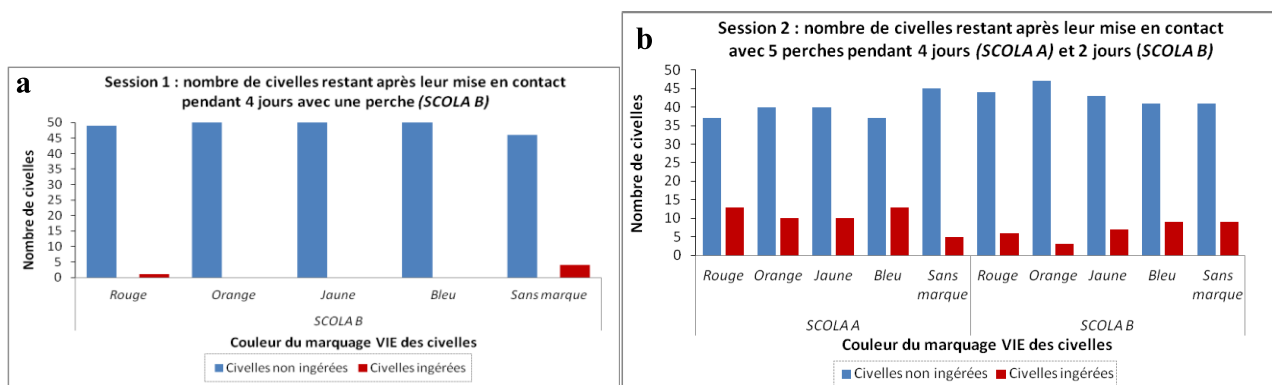 a
Session 1 : nombre de civelles restant après leur mise en contact
pendant 4 jours avec une perche (SCOLA B)
Nombre de civelles
50
45
40
35
30
25
20
15
10
5
0
Rouge
Orange
Jaune
Bleu
Sans marque
SCOLA B
Couleur du marquage VIE des civelles
Civelles non ingérées
Civelles ingérées
b
Session 2 : nombre de civelles restant après leur mise en contact
avec 5 perches pendant 4 jours (SCOLA A) et 2 jours (SCOLA B)
Nombre de civelles
50
45
40
35
30
25
20
15
10
5
0
Rouge
Orange
Jaune
Bleu
Sans
marque
Rouge
Orange
Jaune
Bleu
Sans
marque
SCOLA A
SCOLA B
Couleur du marquage VIE des civelles
Civelles non ingérées
Civelles ingérées